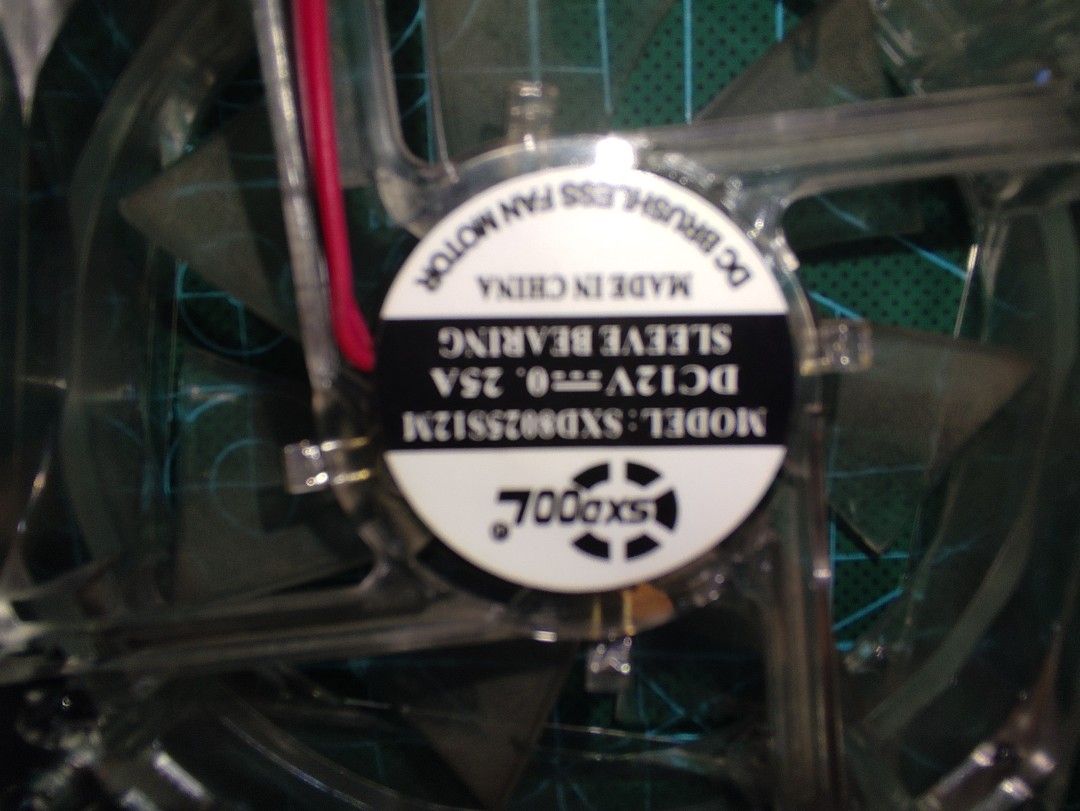 SXDOOL®
MODEL: SXD8025S12M
DC12V⎓0.25A
SLEEVE BEARING
MADE IN CHINA
DC BRUSHLESS FAN MOTOR